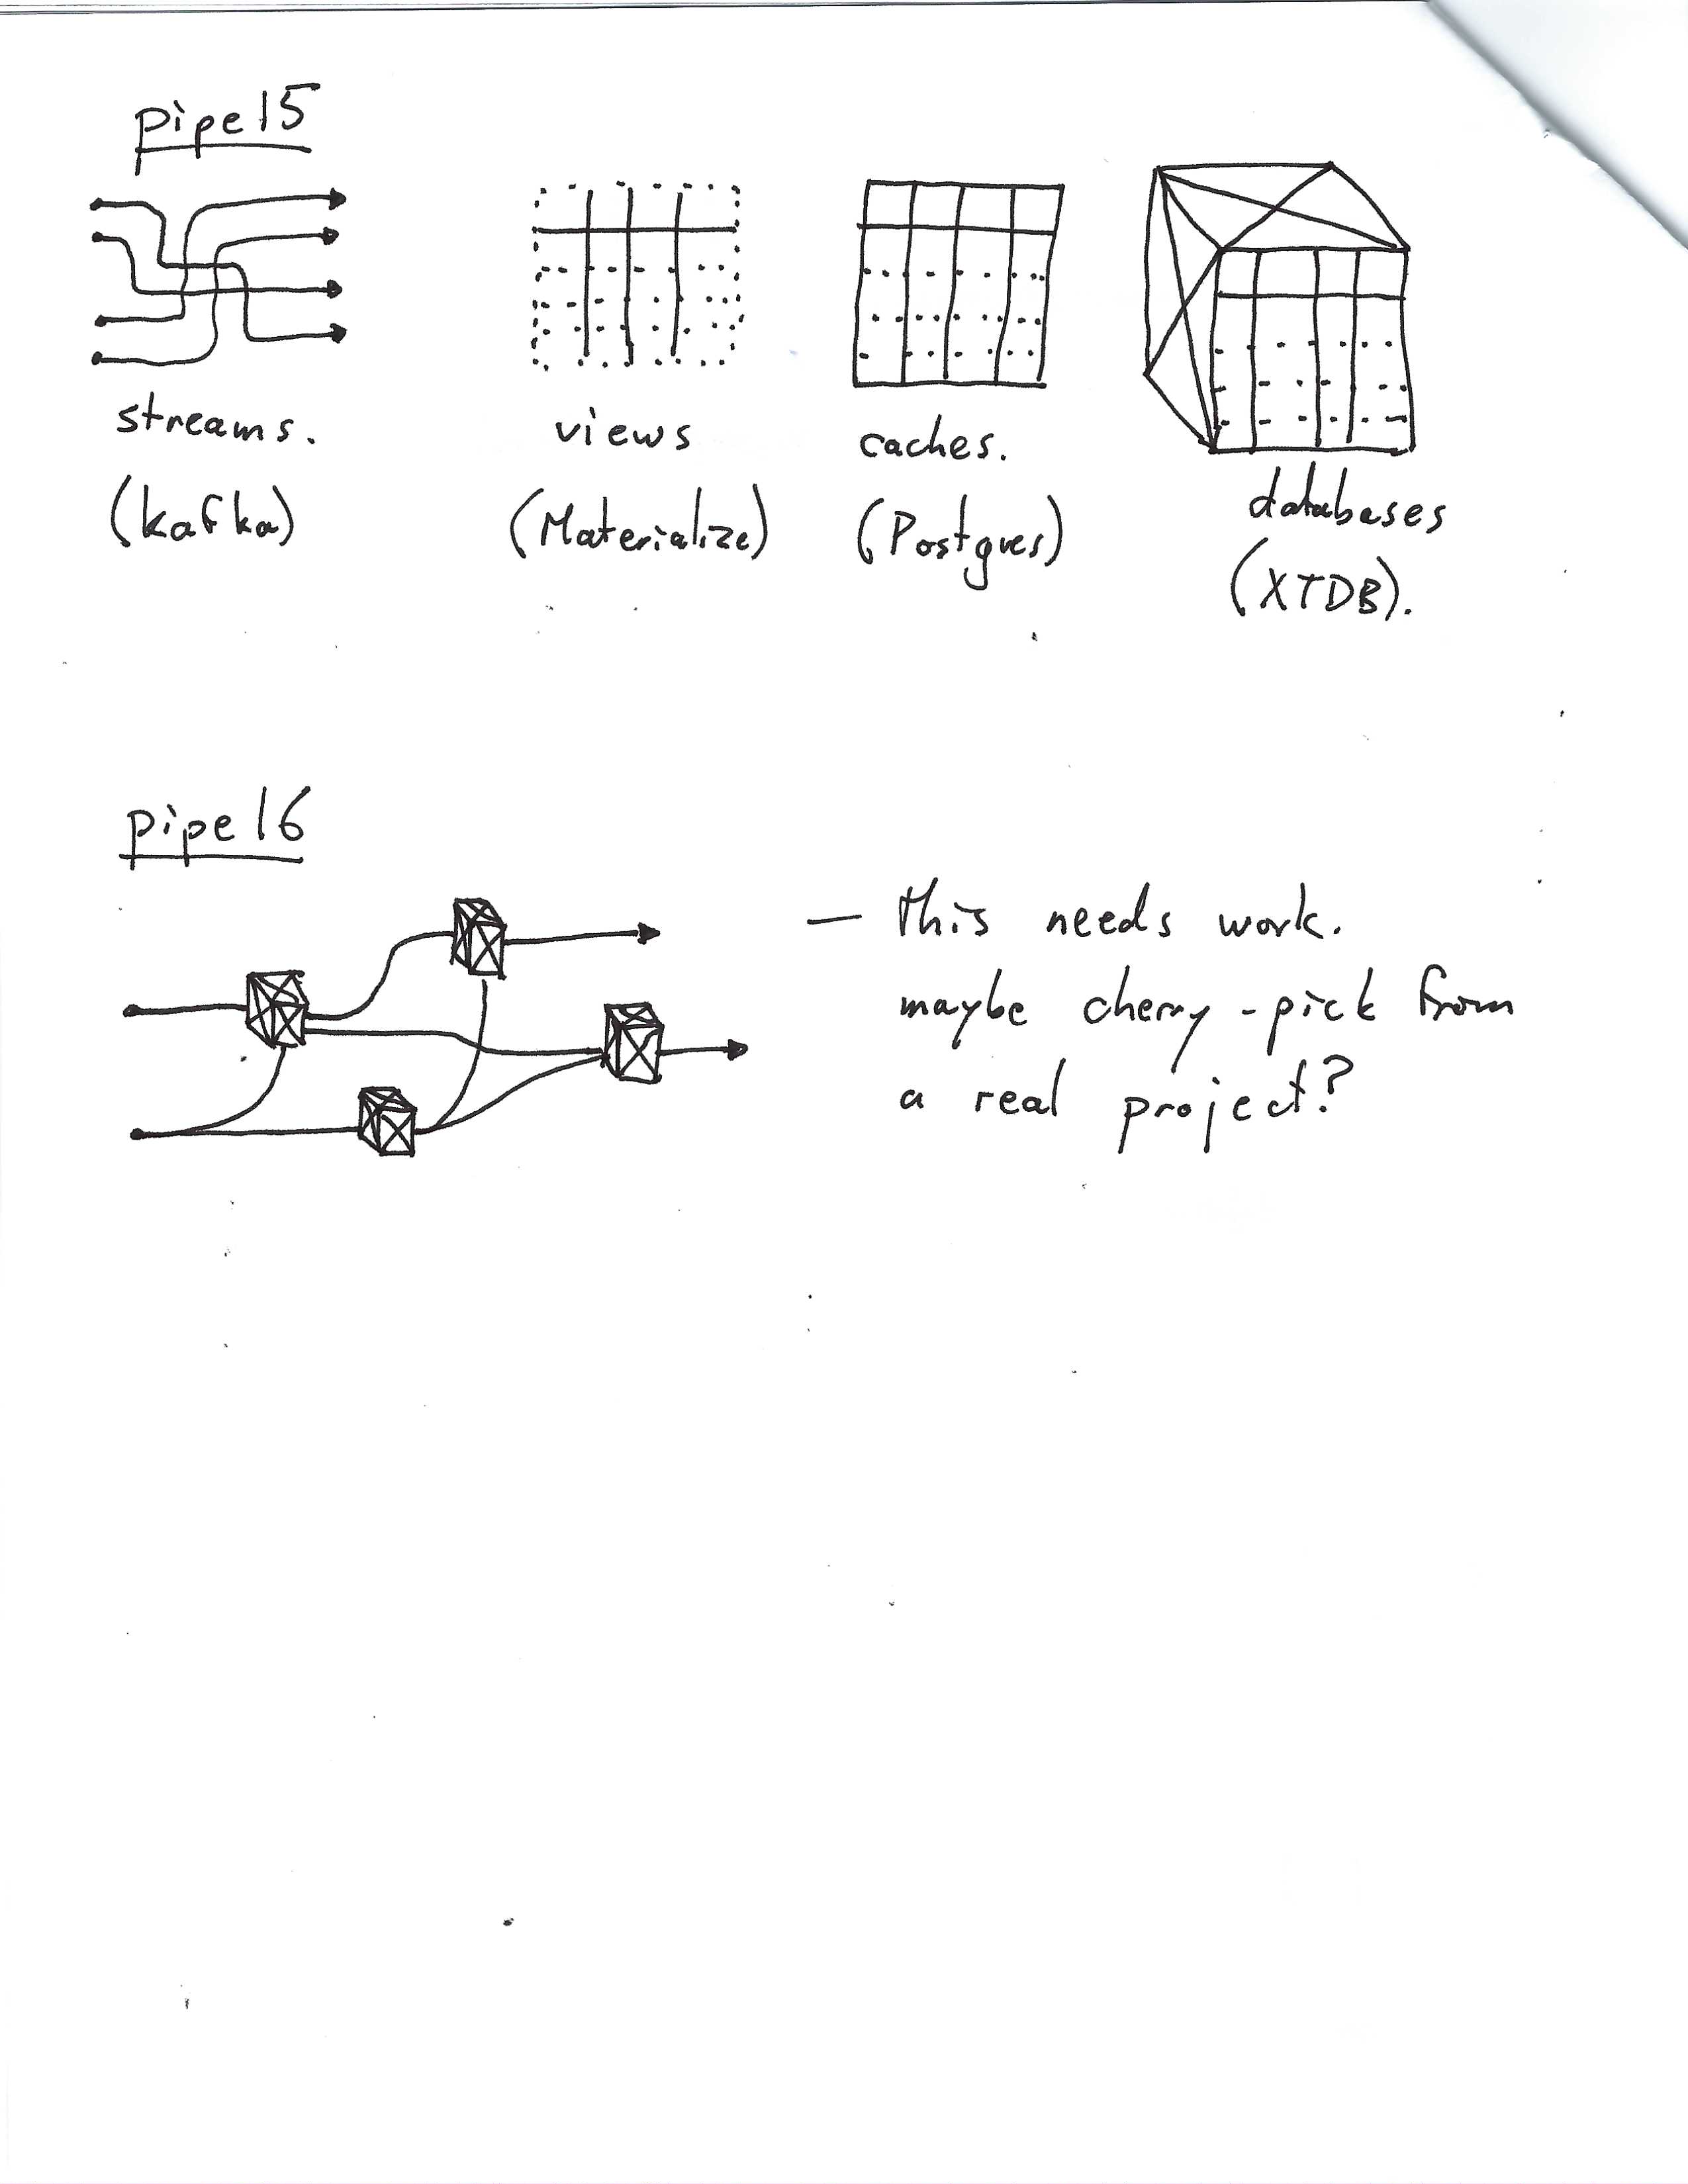 pipe15
streams.
(kafka)
views
(Materialize)
caches.
(Postgres)
databases
(XTDB).
pipe16
— this needs work.
maybe cherry-pick from
a real project?